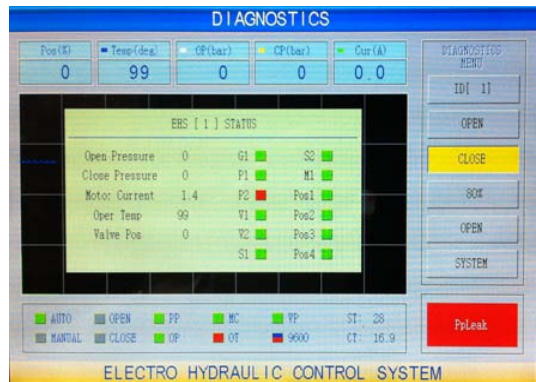 DIAGNOSTICS
Pos(%) Temp(deg) OP(bar) CP(bar) Cur(A)
0 99 0 0 0.0
DIAGNOSTICS
MENU
ID[ 1]
OPEN
CLOSE
80%
OPEN
SYSTEM
EHS [ 1 ] STATUS
Open Pressure 0 G1 S2
Close Pressure 0 P1 M1
Motor Current 1.4 P2 Pos1
Oper Temp 99 V1 Pos2
Valve Pos 0 V2 Pos3
S1 Pos4
AUTO OPEN PP MC VP ST: 28
MANUAL CLOSE OP OT 9600 CT: 16.9
PpLeak
ELECTRO HYDRAULIC CONTROL SYSTEM